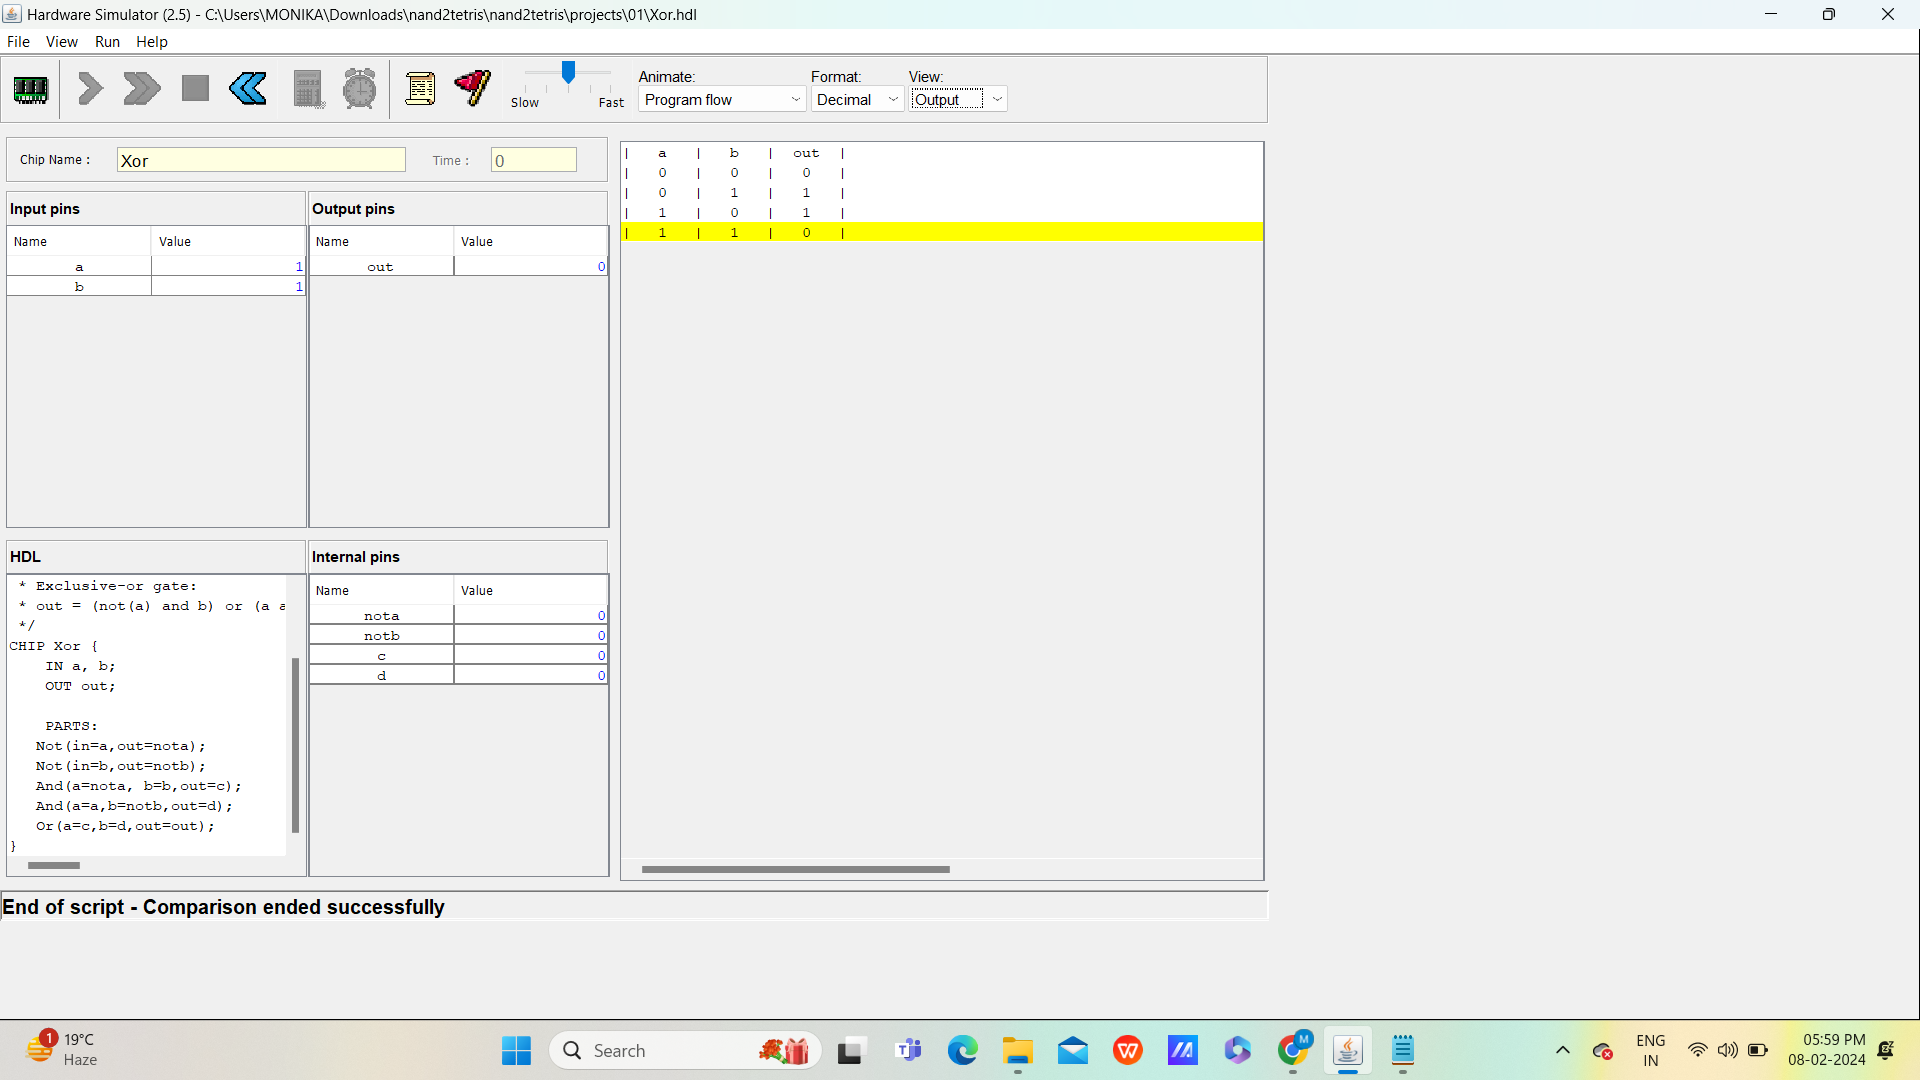 Hardware Simulator (2.5) - C:\Users\MONIKA\Downloads\nand2tetris\nand2tetris\projects\01\Xor.hdl
File View Run Help
Slow Fast
Animate: Format: View:
Program flow Decimal Output
Chip Name : Xor Time : 0
Input pins
Name Value
a 1
b 1
Output pins
Name Value
out 0
| a | b | out |
| 0 | 0 | 0 |
| 0 | 1 | 1 |
| 1 | 0 | 1 |
| 1 | 1 | 0 |
HDL
* Exclusive-or gate:
* out = (not(a) and b) or (a a
*/
CHIP Xor {
IN a, b;
OUT out;
PARTS:
Not(in=a,out=nota);
Not(in=b,out=notb);
And(a=nota, b=b,out=c);
And(a=a,b=notb,out=d);
Or(a=c,b=d,out=out);
}
Internal pins
Name Value
nota 0
notb 0
c 0
d 0
End of script - Comparison ended successfully
1 19°C
Haze
Search
M
ENG
IN
05:59 PM
08-02-2024